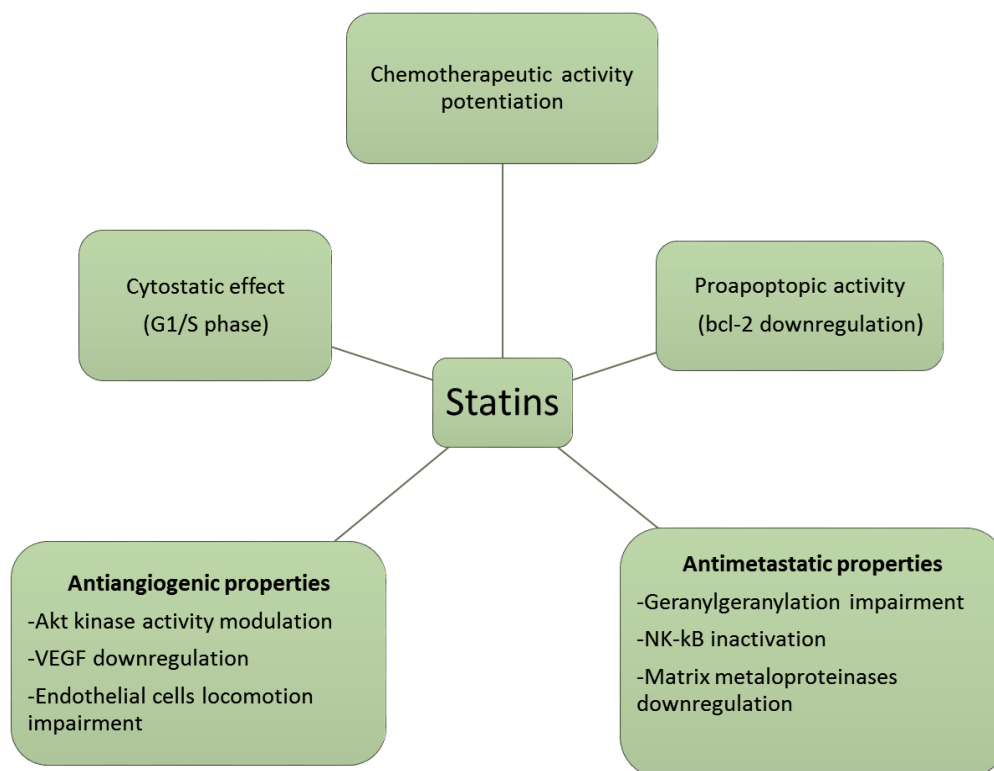 Chemotherapeutic activity
potentiation
Cytostatic effect
(G1/S phase)
Proapoptopic activity
(bcl-2 downregulation)
Statins
Antiangiogenic properties
-Akt kinase activity modulation
-VEGF downregulation
-Endothelial cells locomotion
impairment
Antimetastatic properties
-Geranylgeranylation impairment
-NK-kB inactivation
-Matrix metaloproteinases
downregulation